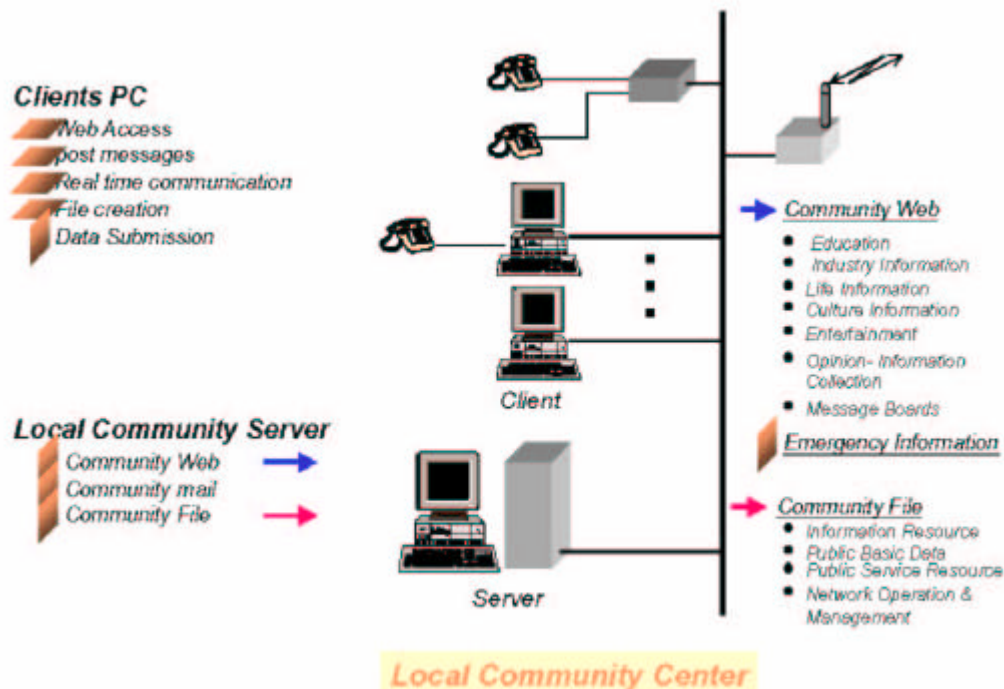 Clients PC
Web Access
post messages
Real time communication
File creation
Data Submission
Client
Local Community Server
Community Web
Community mail
Community File
Server
Community Web
Education
Industry Information
Life Information
Culture Information
Entertainment
Opinion- Information
Collection
Message Boards
Emergency Information
Community File
Information Resource
Public Basic Data
Public Service Resource
Network Operation &
Management
Local Community Center